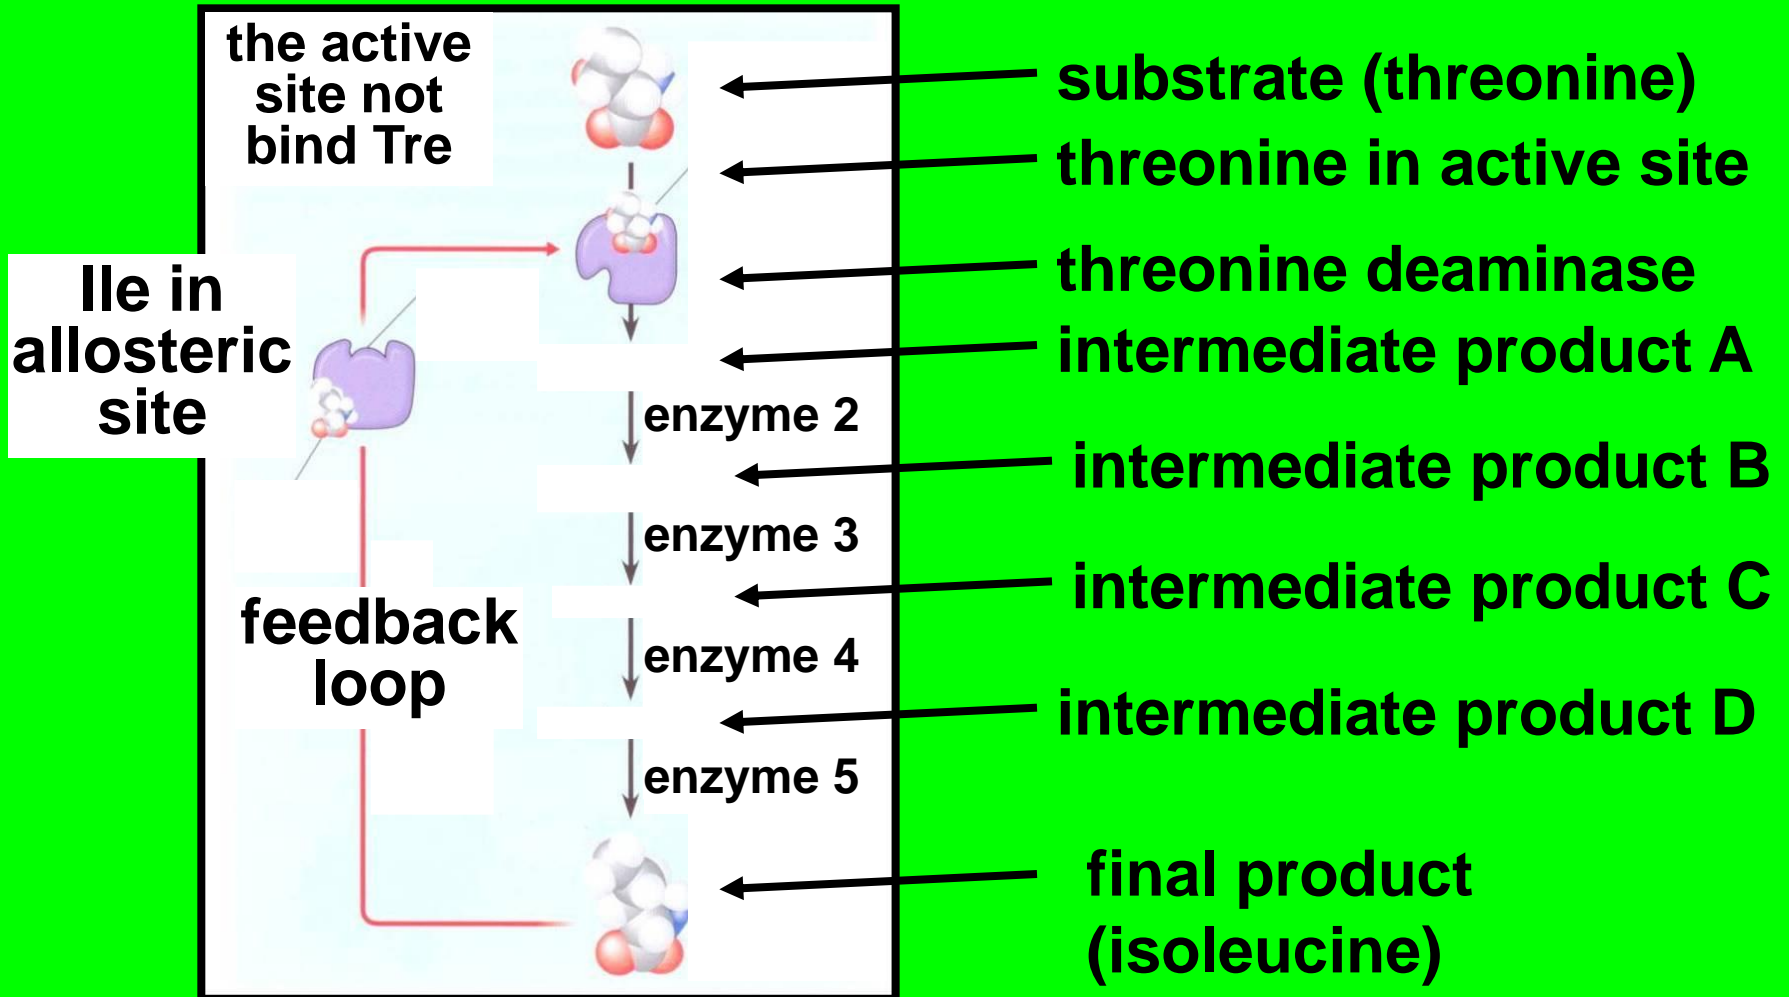 the active
site not
bind Tre
substrate (threonine)
threonine in active site
threonine deaminase
Ile in
allosteric
site
intermediate product A
enzyme 2
intermediate product B
enzyme 3
intermediate product C
feedback
loop
enzyme 4
intermediate product D
enzyme 5
final product
(isoleucine)